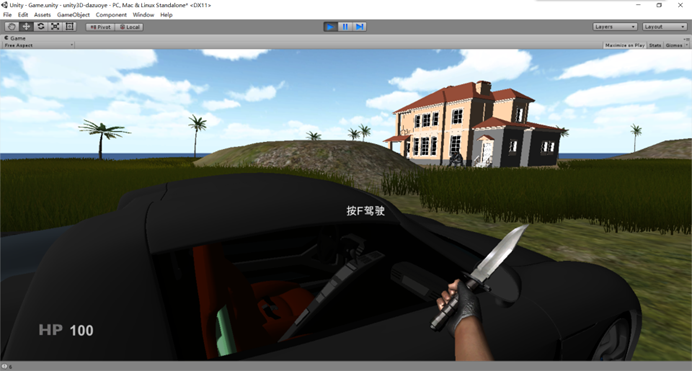 Unity - Game.unity - unity3D-dazuoye - PC, Mac & Linux Standalone* <DX11>
File Edit Assets GameObject Component Window Help
Pivot Local Layers Layout
Game
Free Aspect Maximize on Play Stats Gizmos
按F驾驶
HP 100